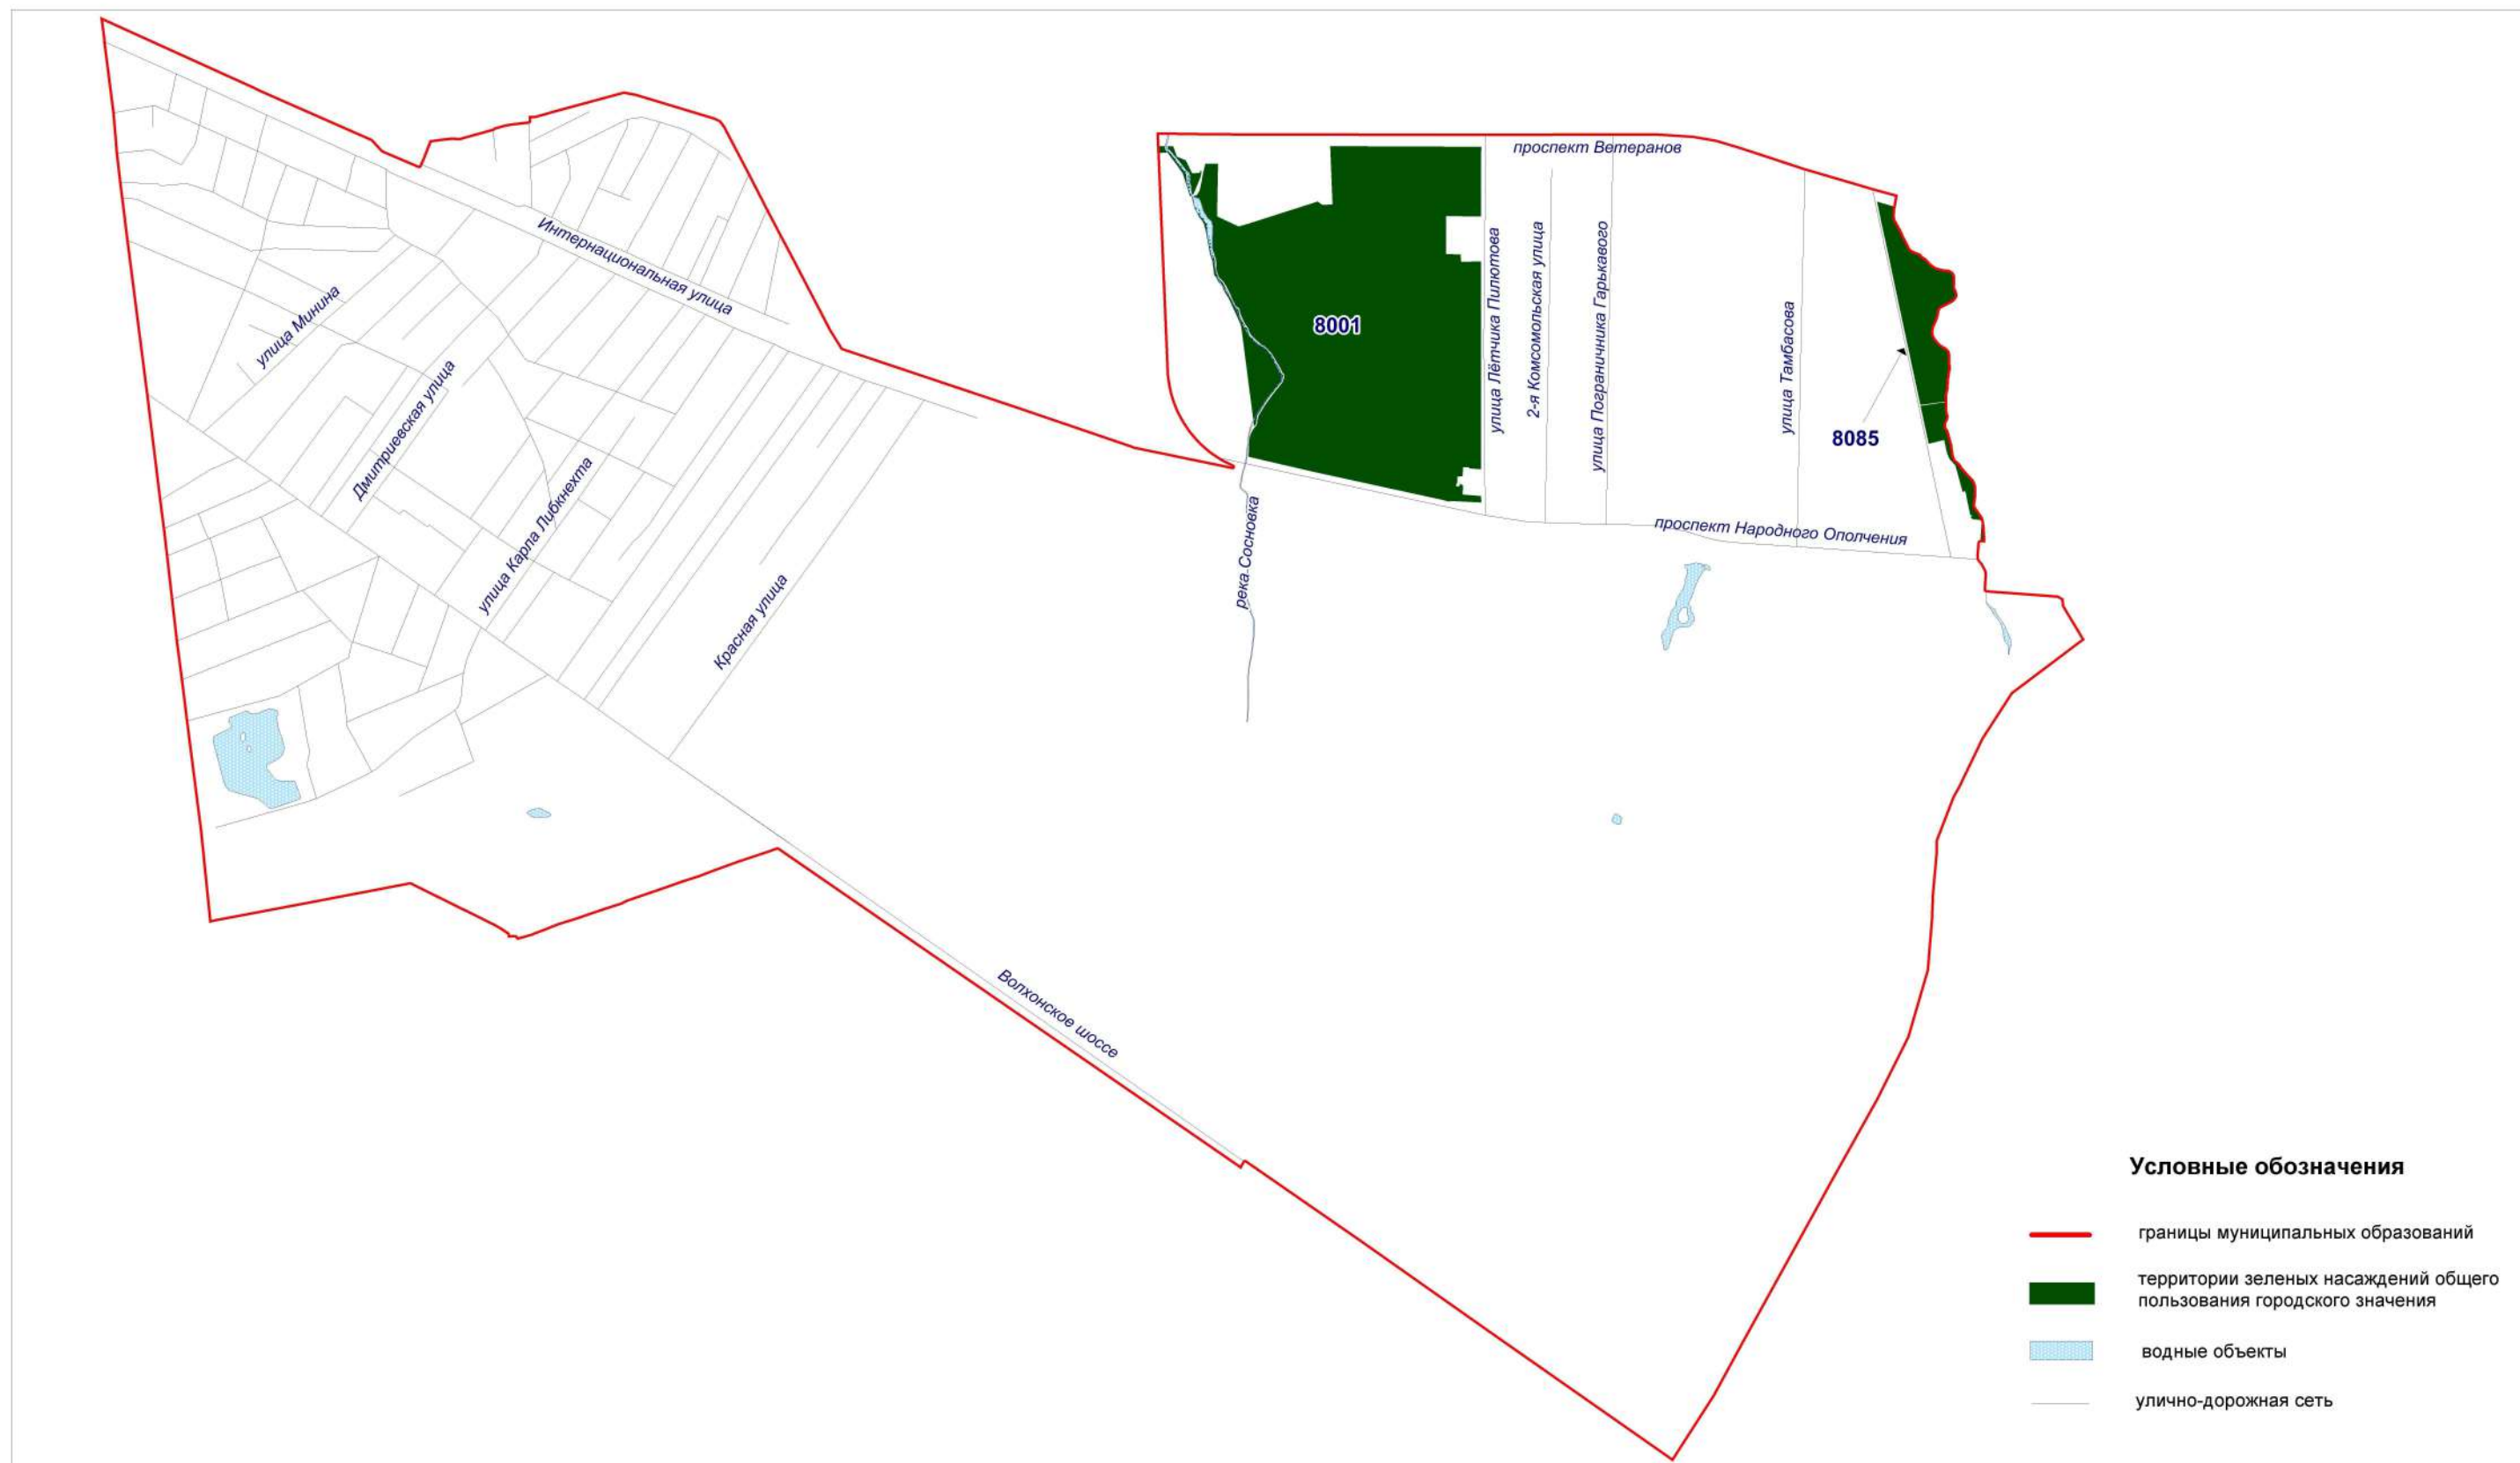 проспект Ветеранов
Интернациональная улица
улица Минина
8001
улица Лётчика Пилютова
2-я Комсомольская улица
улица Пограничника Гарькавого
улица Тамбасова
8085
Дмитриевская улица
улица Карла Либкнехта
река Сосновка
проспект Народного Ополчения
Красная улица
Волхонское шоссе
Условные обозначения
границы муниципальных образований
территории зеленых насаждений общего
пользования городского значения
водные объекты
улично-дорожная сеть